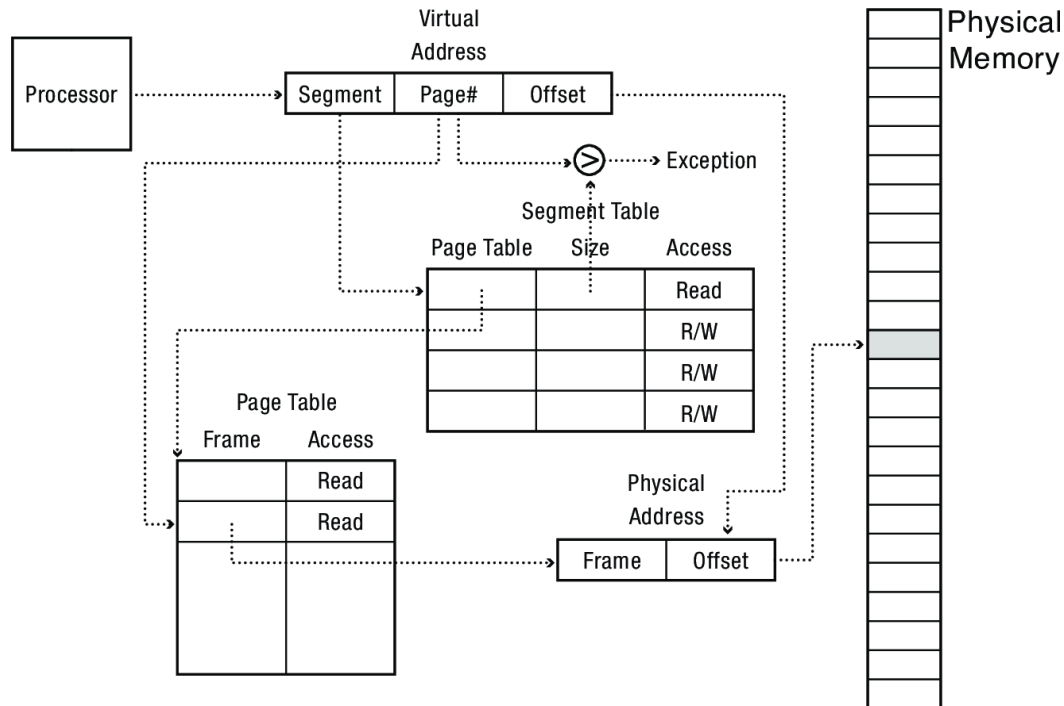 Virtual
Address
Physical
Memory
Processor
Segment Page# Offset
> Exception
Segment Table
Page Table Size Access
Read
R/W
R/W
R/W
Page Table
Frame Access
Read
Read
Physical
Address
Frame Offset